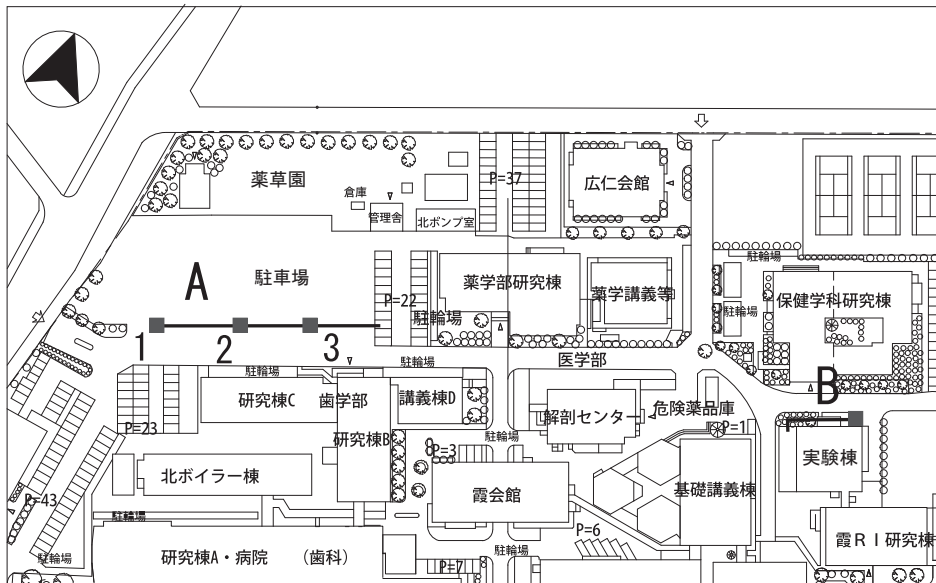 薬草園
倉庫
管理舎
北ポンプ室
P=37
広仁会館
A
駐車場
P=22
駐輪場
薬学部研究棟
薬学講義等
駐輪場
駐輪場
保健学科研究棟
1
2
3
駐輪場
医学部
B
駐輪場
研究棟C
歯学部
講義棟D
解剖センター
危険薬品庫
P=1
P=23
研究棟B
駐輪場
P=3
実験棟
北ボイラー棟
霞会館
基礎講義棟
P=43
駐輪場
P=6
駐輪場
研究棟A・病院 （歯科）
駐輪場
P=7
霞ＲＩ研究棟